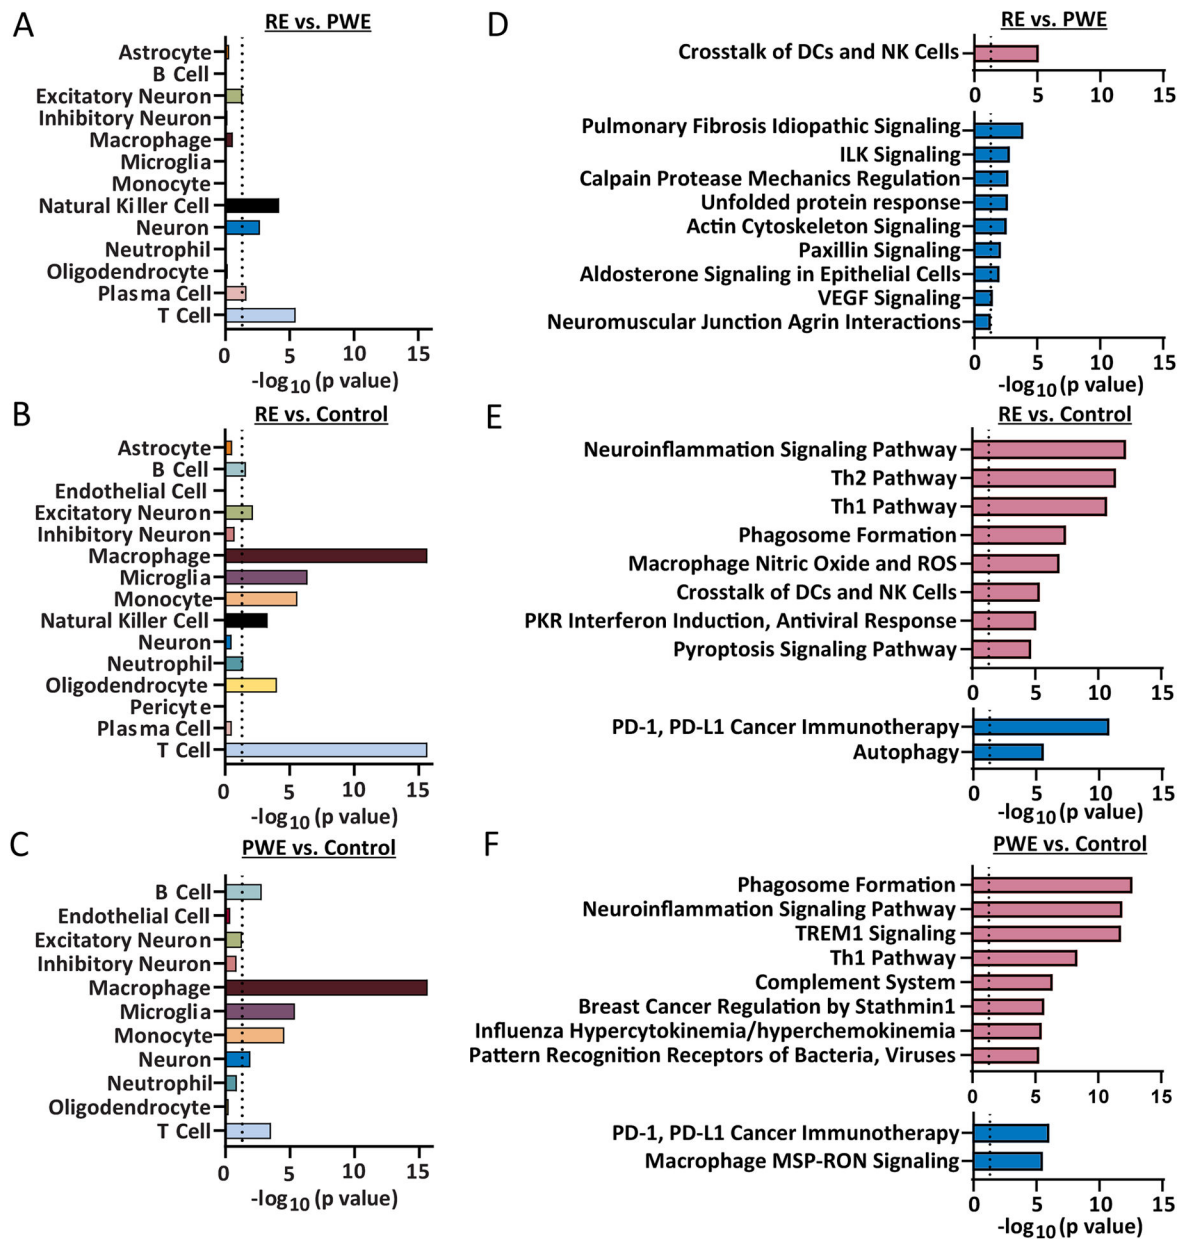 A
RE vs. PWE
Astrocyte
B Cell
Excitatory Neuron
Inhibitory Neuron
Macrophage
Microglia
Monocyte
Natural Killer Cell
Neuron
Neutrophil
Oligodendrocyte
Plasma Cell
T Cell
0 5 10 15
-log10 (p value)
B
RE vs. Control
Astrocyte
B Cell
Endothelial Cell
Excitatory Neuron
Inhibitory Neuron
Macrophage
Microglia
Monocyte
Natural Killer Cell
Neuron
Neutrophil
Oligodendrocyte
Pericyte
Plasma Cell
T Cell
0 5 10 15
-log10 (p value)
C
PWE vs. Control
B Cell
Endothelial Cell
Excitatory Neuron
Inhibitory Neuron
Macrophage
Microglia
Monocyte
Neuron
Neutrophil
Oligodendrocyte
T Cell
0 5 10 15
-log10 (p value)
D
RE vs. PWE
Crosstalk of DCs and NK Cells
0 5 10 15
Pulmonary Fibrosis Idiopathic Signaling
ILK Signaling
Calpain Protease Mechanics Regulation
Unfolded protein response
Actin Cytoskeleton Signaling
Paxillin Signaling
Aldosterone Signaling in Epithelial Cells
VEGF Signaling
Neuromuscular Junction Agrin Interactions
0 5 10 15
-log10 (p value)
E
RE vs. Control
Neuroinflammation Signaling Pathway
Th2 Pathway
Th1 Pathway
Phagosome Formation
Macrophage Nitric Oxide and ROS
Crosstalk of DCs and NK Cells
PKR Interferon Induction, Antiviral Response
Pyroptosis Signaling Pathway
0 5 10 15
PD-1, PD-L1 Cancer Immunotherapy
Autophagy
0 5 10 15
-log10 (p value)
F
PWE vs. Control
Phagosome Formation
Neuroinflammation Signaling Pathway
TREM1 Signaling
Th1 Pathway
Complement System
Breast Cancer Regulation by Stathmin1
Influenza Hypercytokinemia/hyperchemokinemia
Pattern Recognition Receptors of Bacteria, Viruses
0 5 10 15
PD-1, PD-L1 Cancer Immunotherapy
Macrophage MSP-RON Signaling
0 5 10 15
-log10 (p value)